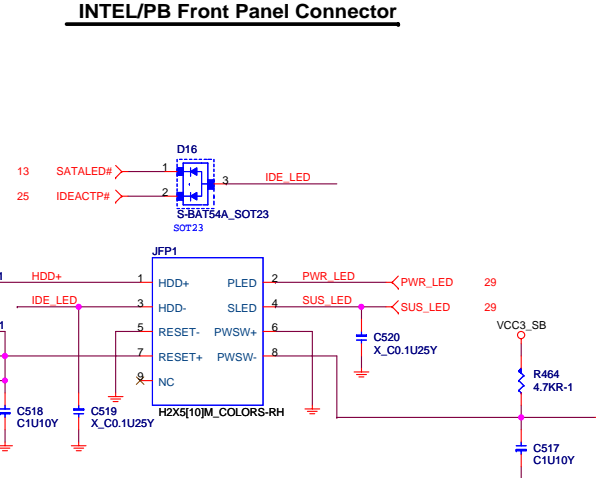 INTEL/PB Front Panel Connector
D16
13 SATALED# 1
3 IDE_LED
25 IDEACTP# 2
S-BAT54A_SOT23
SOT23
JFP1
1 HDD+ 1 HDD+ PLED 2 PWR_LED PWR_LED 29
IDE_LED 3 HDD- SLED 4 SUS_LED SUS_LED 29
1 5 RESET- PWSW+ 6
7 RESET+ PWSW- 8
9 NC
H2X5[10]M_COLORS-RH
C520
X_C0.1U25Y
VCC3_SB
R464
4.7KR-1
C518
C1U10Y
C519
X_C0.1U25Y
C517
C1U10Y